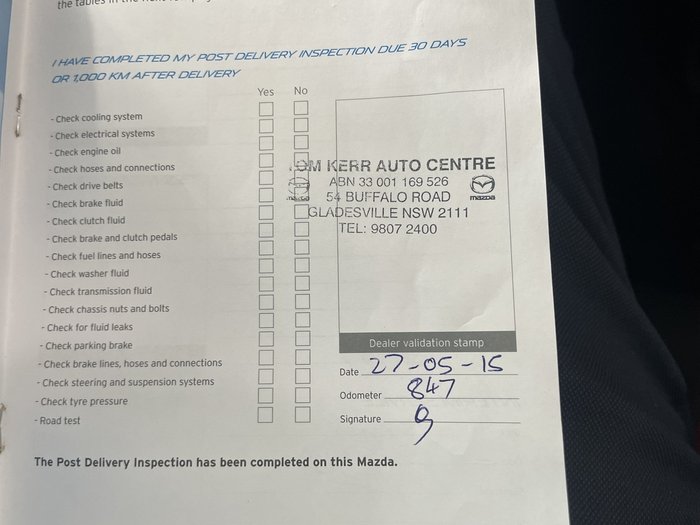 the tables in the
I HAVE COMPLETED MY POST DELIVERY INSPECTION DUE 30 DAYS
OR 1,000 KM AFTER DELIVERY
Yes No
- Check cooling system
- Check electrical systems
- Check engine oil
- Check hoses and connections
- Check drive belts
- Check brake fluid
- Check clutch fluid
- Check brake and clutch pedals
- Check fuel lines and hoses
- Check washer fluid
- Check transmission fluid
- Check chassis nuts and bolts
- Check for fluid leaks
- Check parking brake
- Check brake lines, hoses and connections
- Check steering and suspension systems
- Check tyre pressure
- Road test
OM KERR AUTO CENTRE
ABN 33 001 169 526
54 BUFFALO ROAD
mazda
GLADESVILLE NSW 2111
TEL: 9807 2400
Dealer validation stamp
Date 27-05-15
Odometer 847
Signature
The Post Delivery Inspection has been completed on this Mazda.